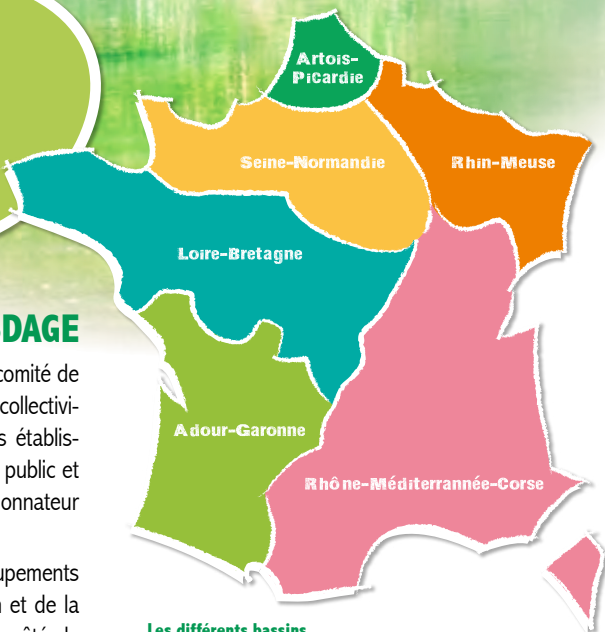 Artois-
Picardie
Seine-Normandie
Rhin-Meuse
Loire-Bretagne
Adour-Garonne
Rhône-Méditerrannée-Corse
DAGE
comité de
collectivi-
s établis-
public et
onnateur
upements
et de la
Les différents bassins